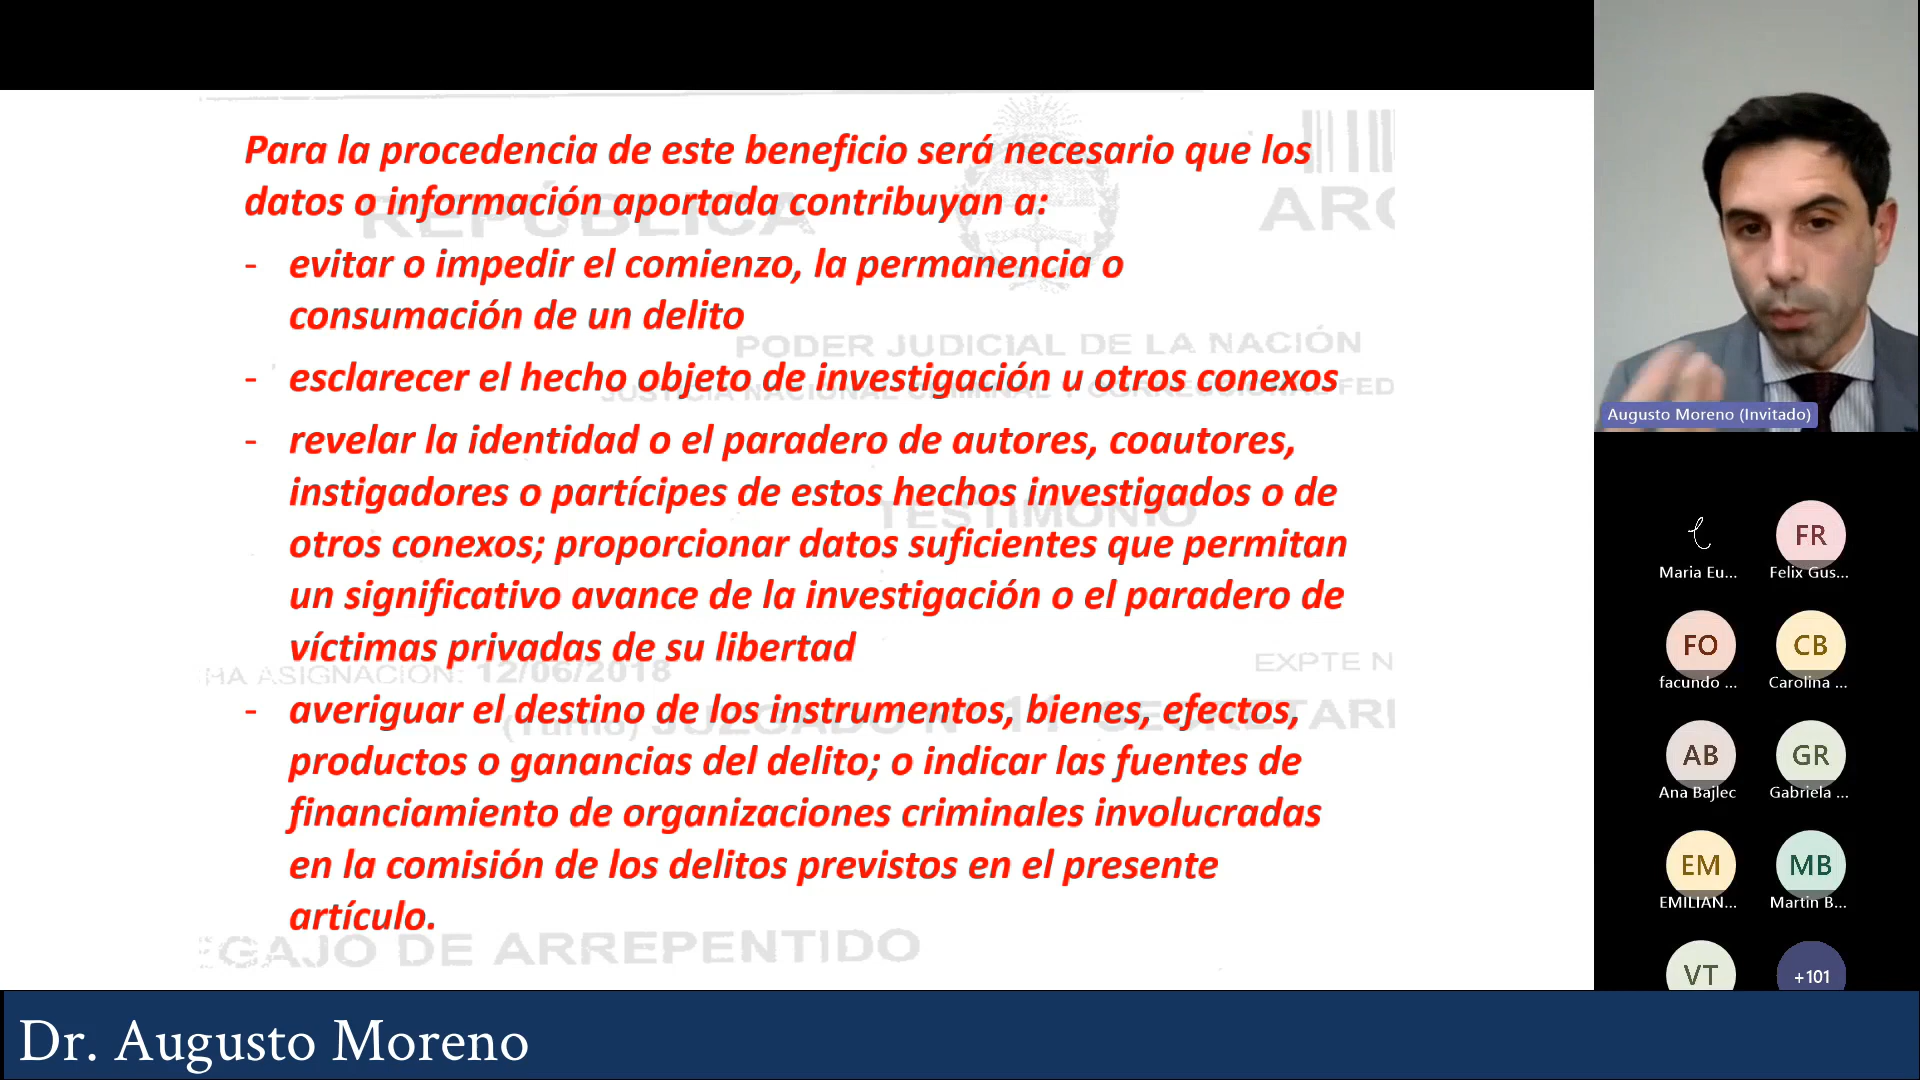 Para la procedencia de este beneficio será necesario que los
datos o información aportada contribuyan a:
- evitar o impedir el comienzo, la permanencia o
consumación de un delito
- esclarecer el hecho objeto de investigación u otros conexos
- revelar la identidad o el paradero de autores, coautores,
instigadores o partícipes de estos hechos investigados o de
otros conexos; proporcionar datos suficientes que permitan
un significativo avance de la investigación o el paradero de
víctimas privadas de su libertad
- averiguar el destino de los instrumentos, bienes, efectos,
productos o ganancias del delito; o indicar las fuentes de
financiamiento de organizaciones criminales involucradas
en la comisión de los delitos previstos en el presente
artículo.
REPÚBLICA ARG
PODER JUDICIAL DE LA NACIÓN
JUSTICIA NACIONAL CRIMINAL Y CORRECCIONAL FED
TESTIMONIO
HA ASIGNACIÓN: 12/06/2018 EXPTE N
(Turno) JUZGADO N° 11 SECRETARI
EGAJO DE ARREPENTIDO
Augusto Moreno (Invitado)
Maria Eu...
FR
Felix Gus...
FO
facundo ...
CB
Carolina ...
AB
Ana Bajlec
GR
Gabriela ...
EM
EMILIAN...
MB
Martin B...
VT
+101
Dr. Augusto Moreno